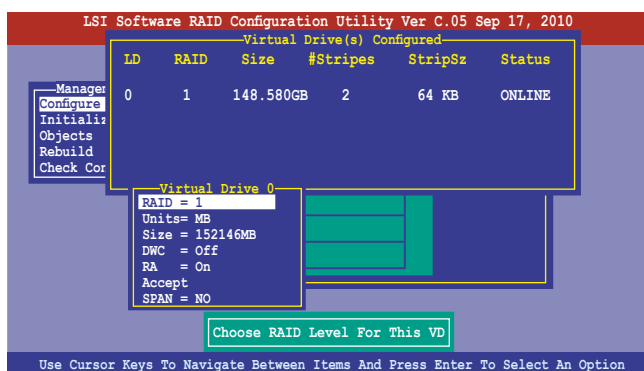 LSI Software RAID Configuration Utility Ver C.05 Sep 17, 2010
Virtual Drive(s) Configured
LD RAID Size #Stripes StripSz Status
0 1 148.580GB 2 64 KB ONLINE
Configure
Objects
Rebuild
Check
Virtual Drive 0
RAID = 1
Units= MB
Size = 152146MB
DWC = Off
RA = On
Accept
SPAN = NO
Choose RAID Level For This VD
Use Cursor Keys To Navigate Between Items And Press Enter To Select An Option